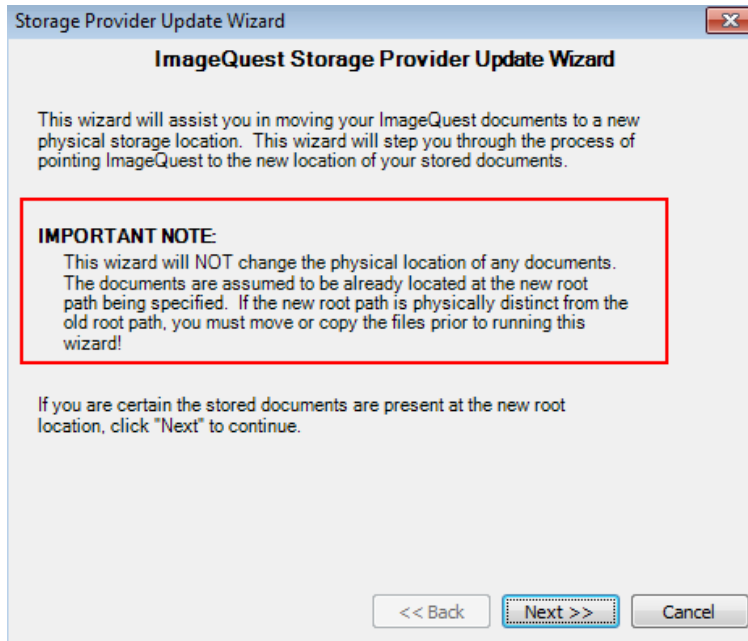 Storage Provider Update Wizard
ImageQuest Storage Provider Update Wizard
This wizard will assist you in moving your ImageQuest documents to a new
physical storage location.  This wizard will step you through the process of
pointing ImageQuest to the new location of your stored documents.
IMPORTANT NOTE:
This wizard will NOT change the physical location of any documents.
The documents are assumed to be already located at the new root
path being specified.  If the new root path is physically distinct from the
old root path, you must move or copy the files prior to running this
wizard!
If you are certain the stored documents are present at the new root
location, click "Next" to continue.
<< Back Next >> Cancel